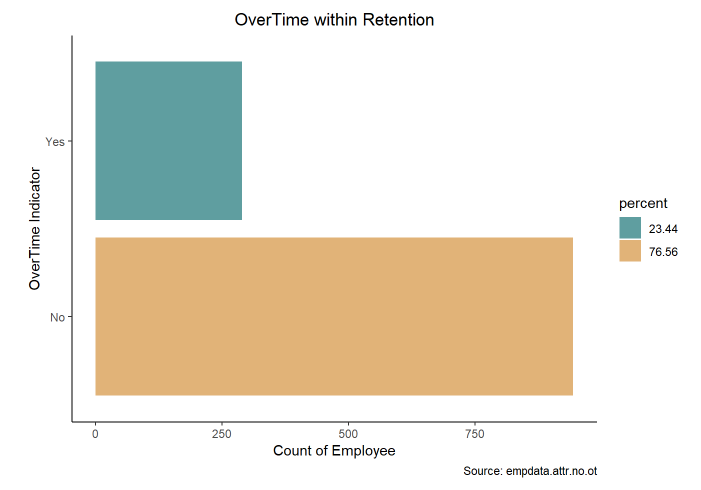 OverTime within Retention
OverTime Indicator
Yes
No
0 250 500 750
Count of Employee
percent
23.44
76.56
Source: empdata.attr.no.ot